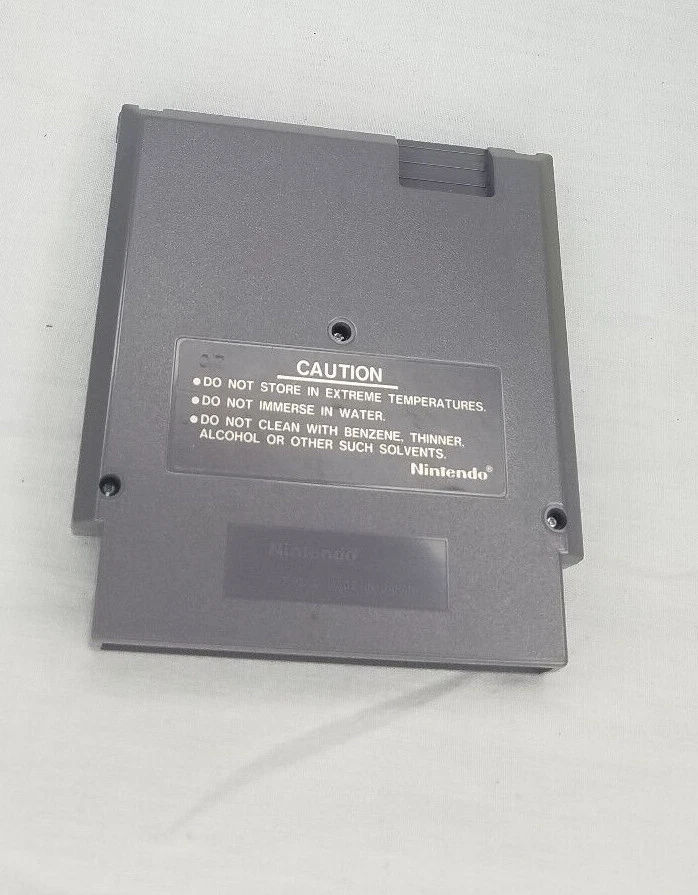 CAUTION
●DO NOT STORE IN EXTREME TEMPERATURES.
●DO NOT IMMERSE IN WATER.
●DO NOT CLEAN WITH BENZENE, THINNER,
ALCOHOL OR OTHER SUCH SOLVENTS.
Nintendo®
Nintendo